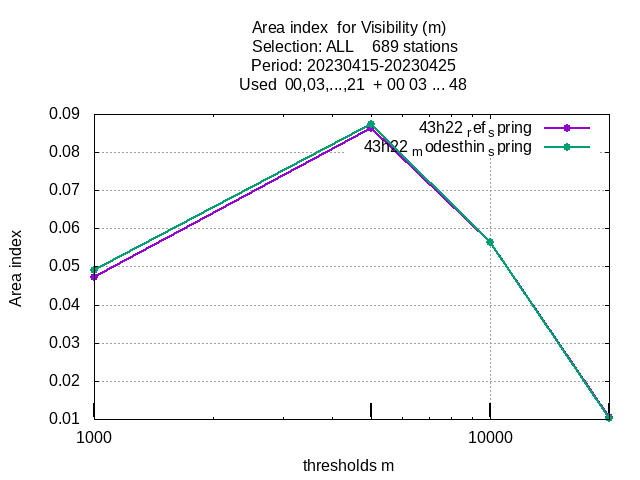 Area index  for Visibility (m)
Selection: ALL    689 stations
Period: 20230415-20230425
Used  00,03,...,21  + 00 03 ... 48
0.09
43h22 ref spring
0.08
43h22 modesthin spring
0.07
0.06
0.05
0.04
0.03
0.02
0.01
Area index
1000
10000
thresholds m